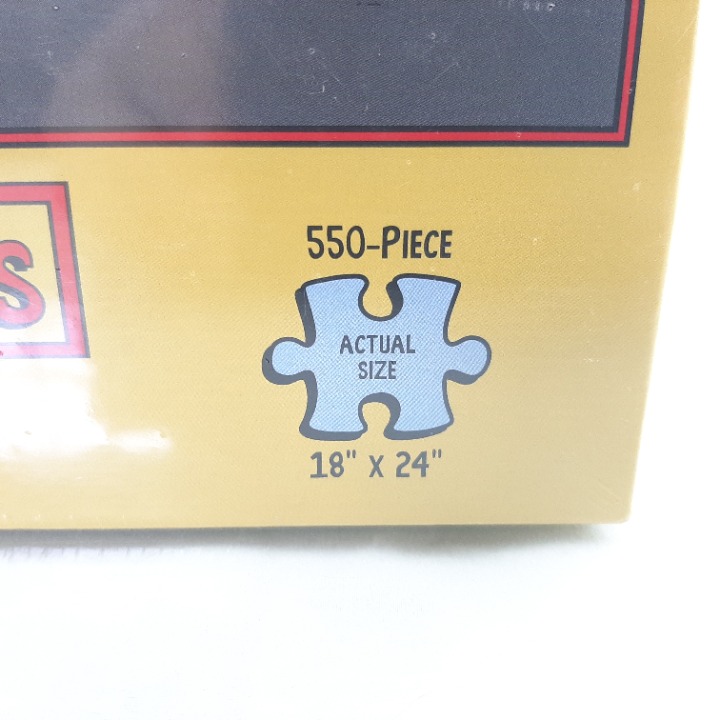 S
550-PIECE
ACTUAL
SIZE
18" X 24"